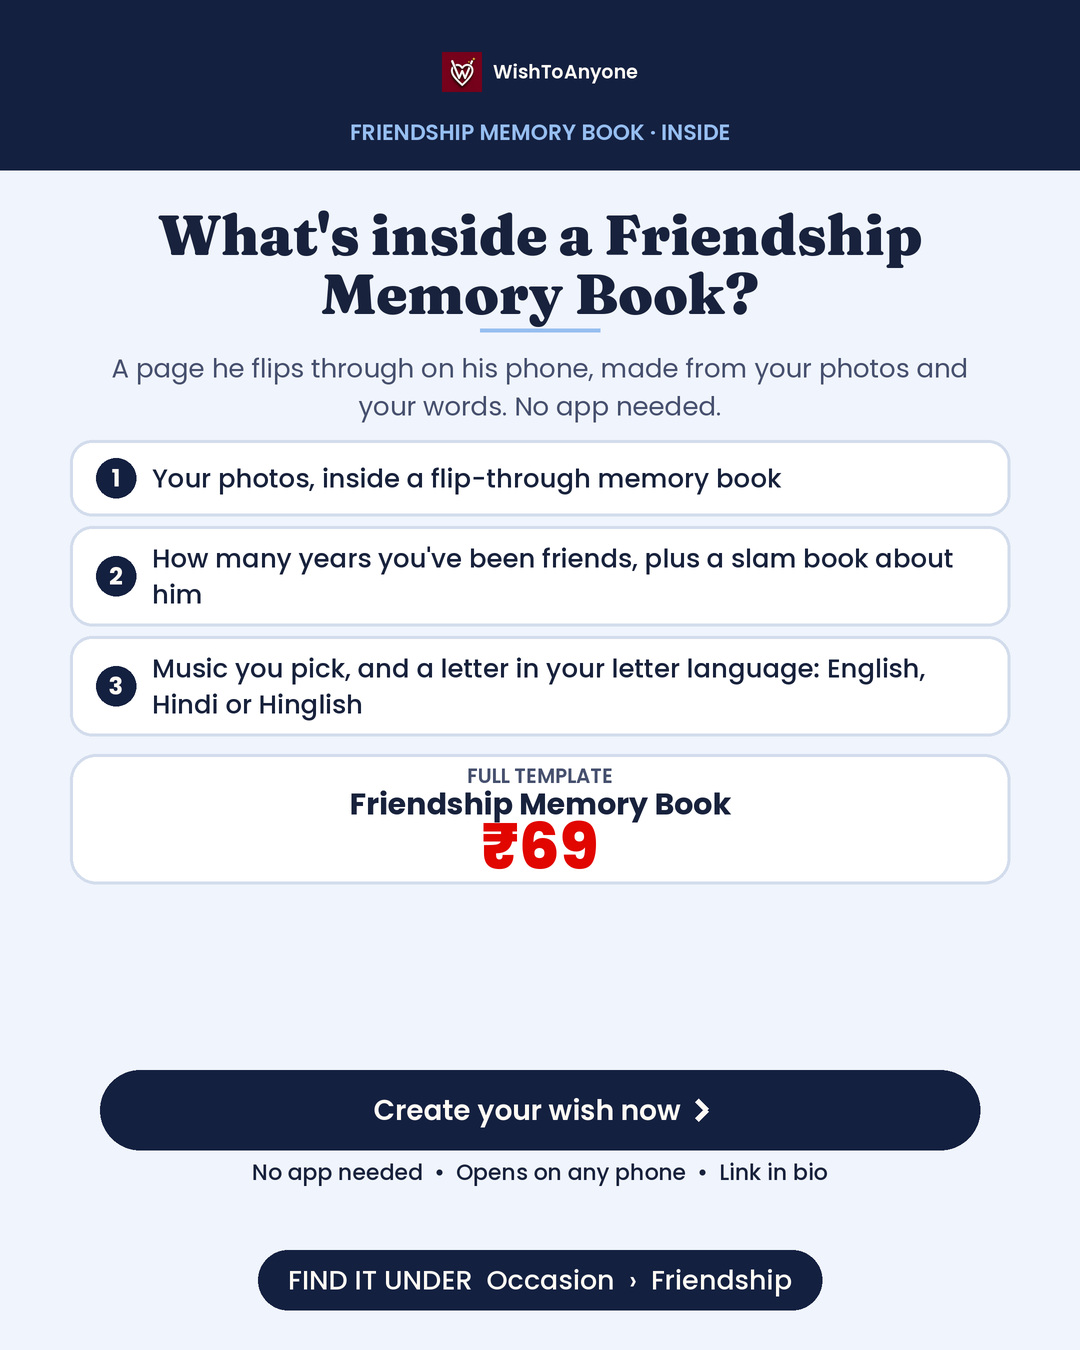 WishToAnyone
FRIENDSHIP MEMORY BOOK · INSIDE
What's inside a Friendship
Memory Book?
A page he flips through on his phone, made from your photos and
your words. No app needed.
1 Your photos, inside a flip-through memory book
2 How many years you've been friends, plus a slam book about
him
3 Music you pick, and a letter in your letter language: English,
Hindi or Hinglish
FULL TEMPLATE
Friendship Memory Book
₹69
Create your wish now ›
No app needed • Opens on any phone • Link in bio
FIND IT UNDER Occasion › Friendship